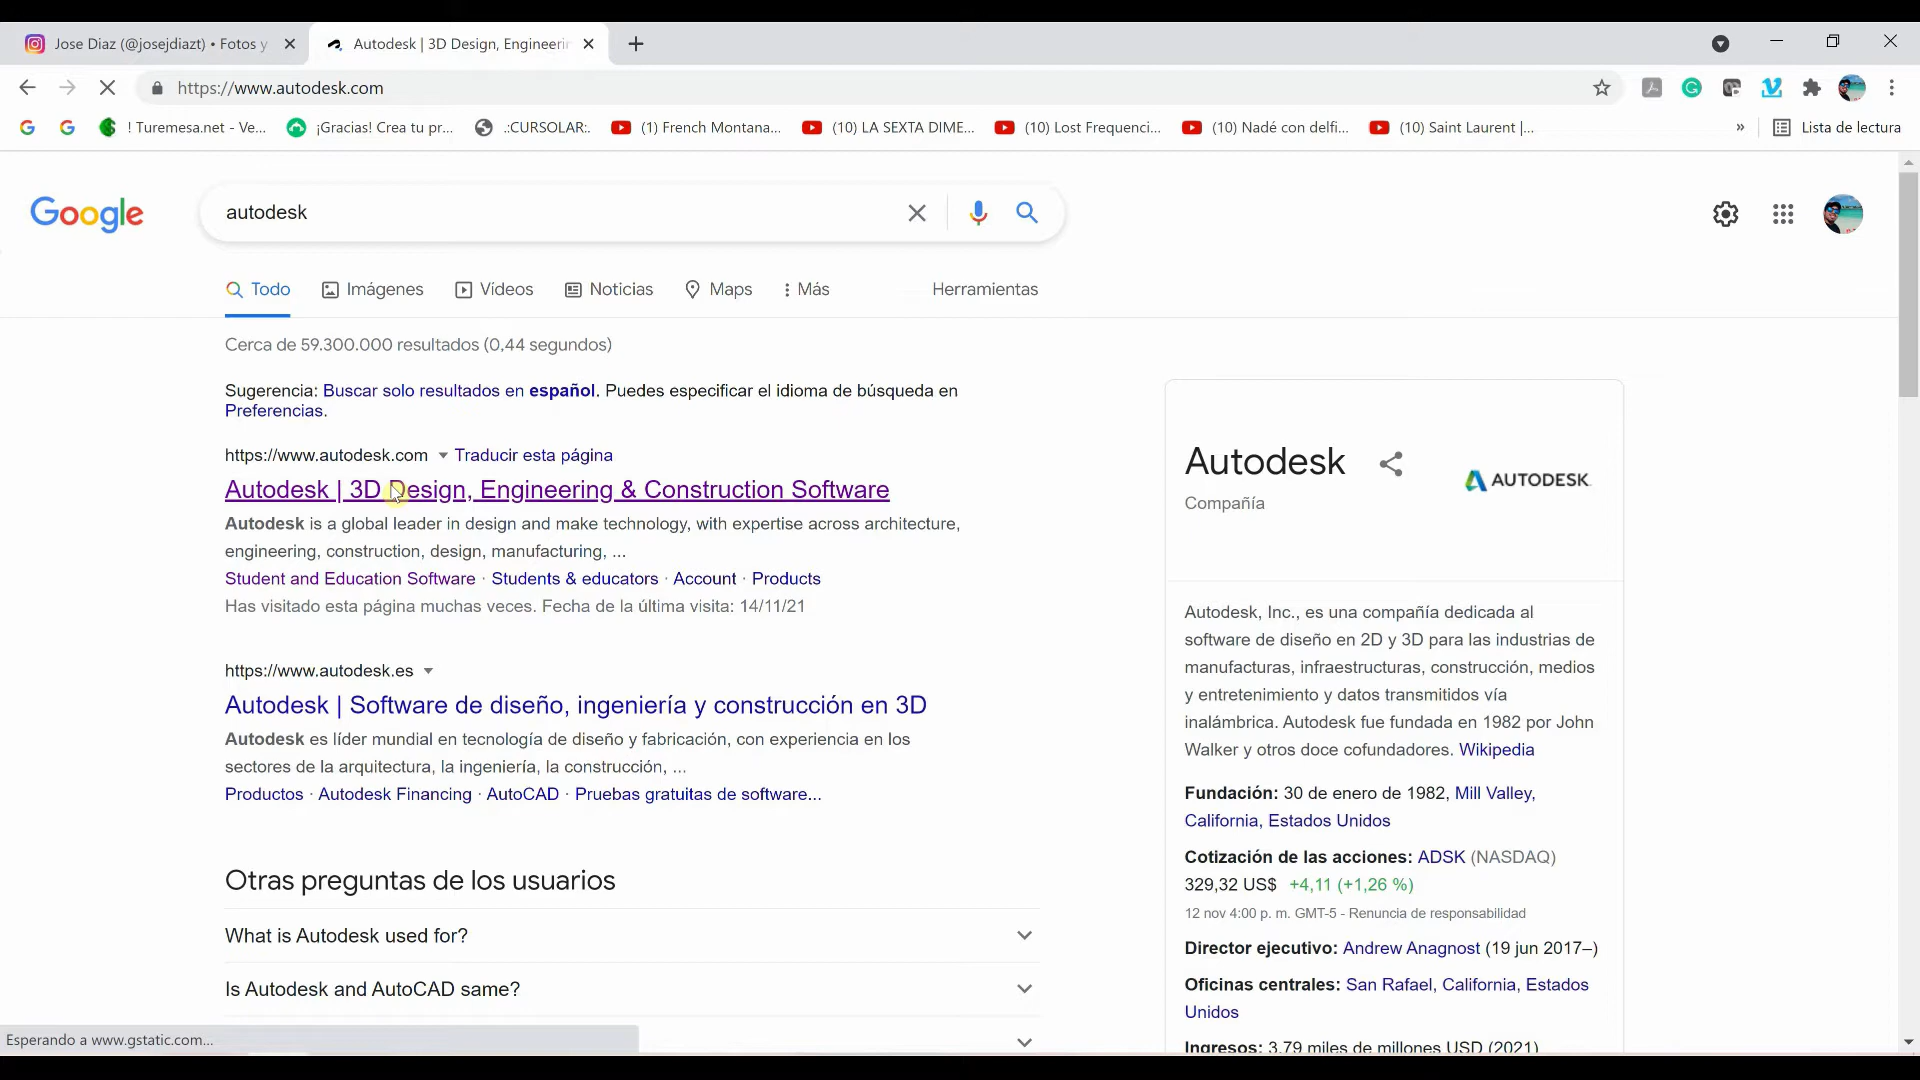 Jose Diaz (@josejdiazt) • Fotos y
Autodesk | 3D Design, Engineerin
https://www.autodesk.com
! Turemesa.net - Ve...
¡Gracias! Crea tu pr...
.:CURSOLAR:.
(1) French Montana...
(10) LA SEXTA DIME...
(10) Lost Frequenci...
(10) Nadé con delfi...
(10) Saint Laurent |...
»
Lista de lectura
Google
autodesk
Todo
Imágenes
Vídeos
Noticias
Maps
Más
Herramientas
Cerca de 59.300.000 resultados (0,44 segundos)
Sugerencia: Buscar solo resultados en español. Puedes especificar el idioma de búsqueda en
Preferencias.
https://www.autodesk.com
Traducir esta página
Autodesk | 3D Design, Engineering & Construction Software
Autodesk is a global leader in design and make technology, with expertise across architecture,
engineering, construction, design, manufacturing, ...
Student and Education Software · Students & educators · Account · Products
Has visitado esta página muchas veces. Fecha de la última visita: 14/11/21
https://www.autodesk.es
Autodesk | Software de diseño, ingeniería y construcción en 3D
Autodesk es líder mundial en tecnología de diseño y fabricación, con experiencia en los
sectores de la arquitectura, la ingeniería, la construcción, ...
Productos · Autodesk Financing · AutoCAD · Pruebas gratuitas de software...
Otras preguntas de los usuarios
What is Autodesk used for?
Is Autodesk and AutoCAD same?
Esperando a www.gstatic.com...
Autodesk
Compañía
AUTODESK.
Autodesk, Inc., es una compañía dedicada al
software de diseño en 2D y 3D para las industrias de
manufacturas, infraestructuras, construcción, medios
y entretenimiento y datos transmitidos vía
inalámbrica. Autodesk fue fundada en 1982 por John
Walker y otros doce cofundadores. Wikipedia
Fundación: 30 de enero de 1982, Mill Valley,
California, Estados Unidos
Cotización de las acciones: ADSK (NASDAQ)
329,32 US$ +4,11 (+1,26 %)
12 nov 4:00 p. m. GMT-5 - Renuncia de responsabilidad
Director ejecutivo: Andrew Anagnost (19 jun 2017–)
Oficinas centrales: San Rafael, California, Estados
Unidos
Ingresos: 3,79 miles de millones USD (2021)